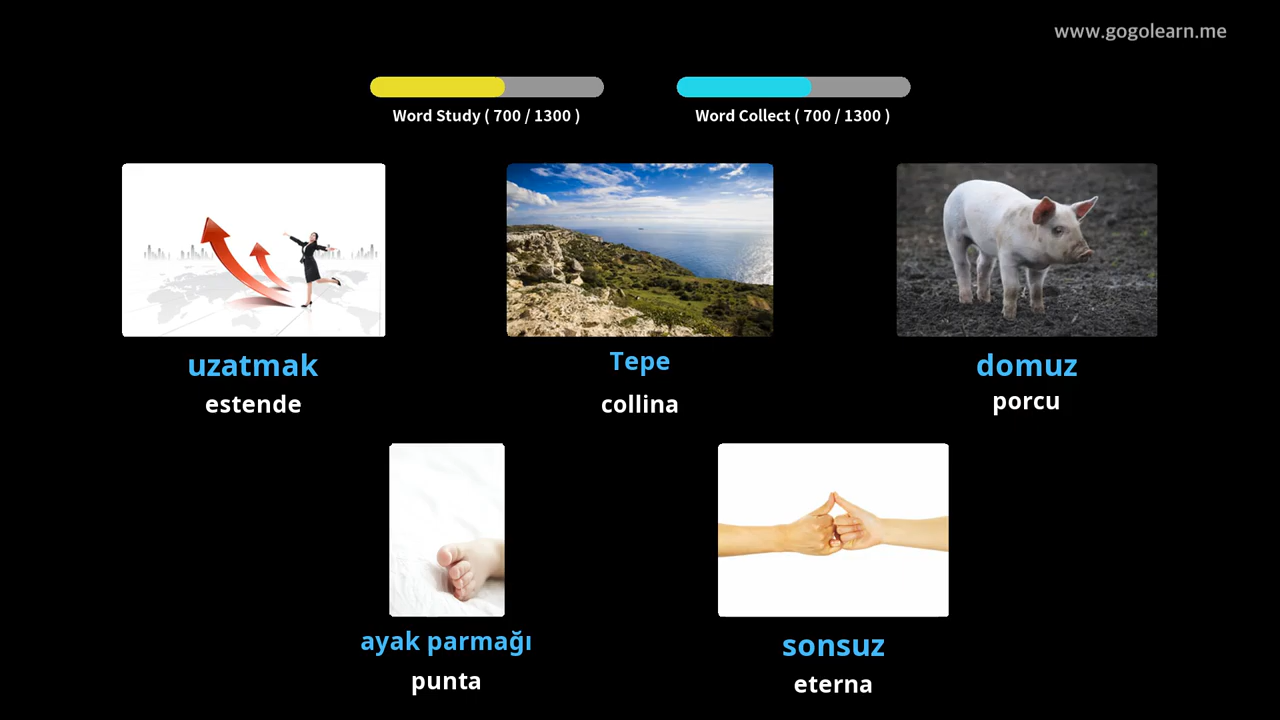 www.gogolearn.me
Word Study ( 700 / 1300 )
Word Collect ( 700 / 1300 )
uzatmak
estende
Tepe
collina
domuz
porcu
ayak parmağı
punta
sonsuz
eterna